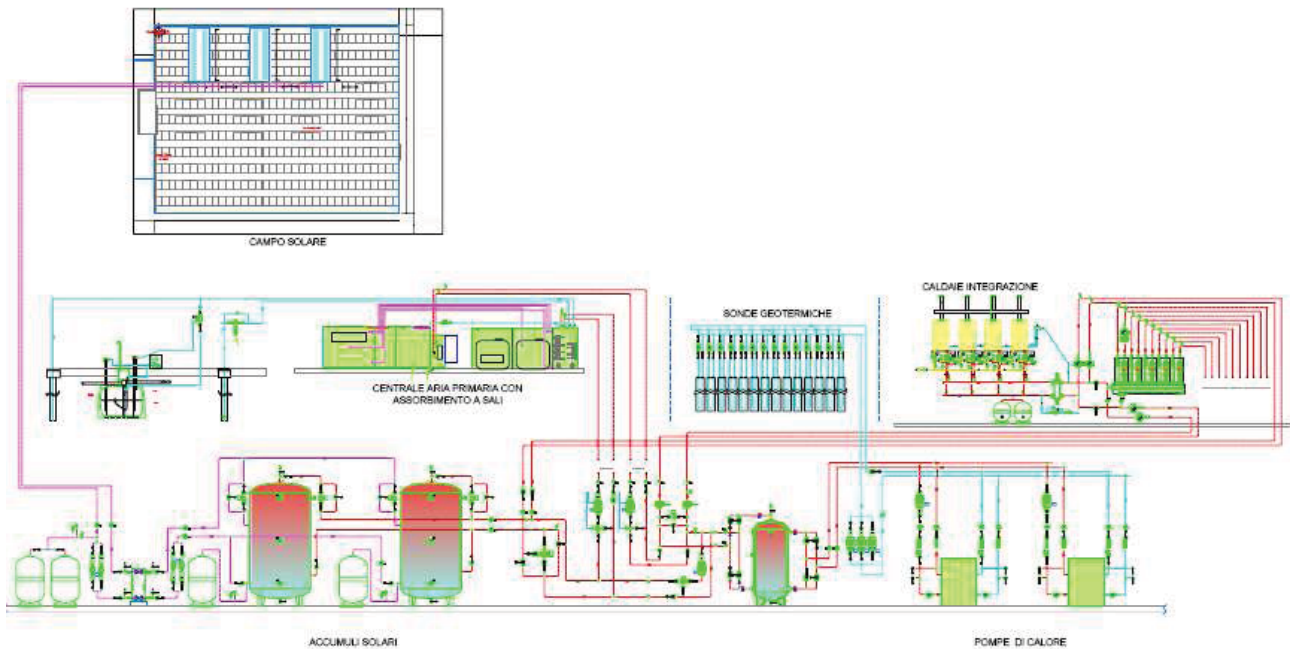 CAMPO SOLARE
CALDAIE INTEGRAZIONE
SONDE GEOTERMICHE
CENTRALE ARIA PRIMARIA CON
ASSORBIMENTO A SALI
ACCUMULI SOLARI
POMPE DI CALORE